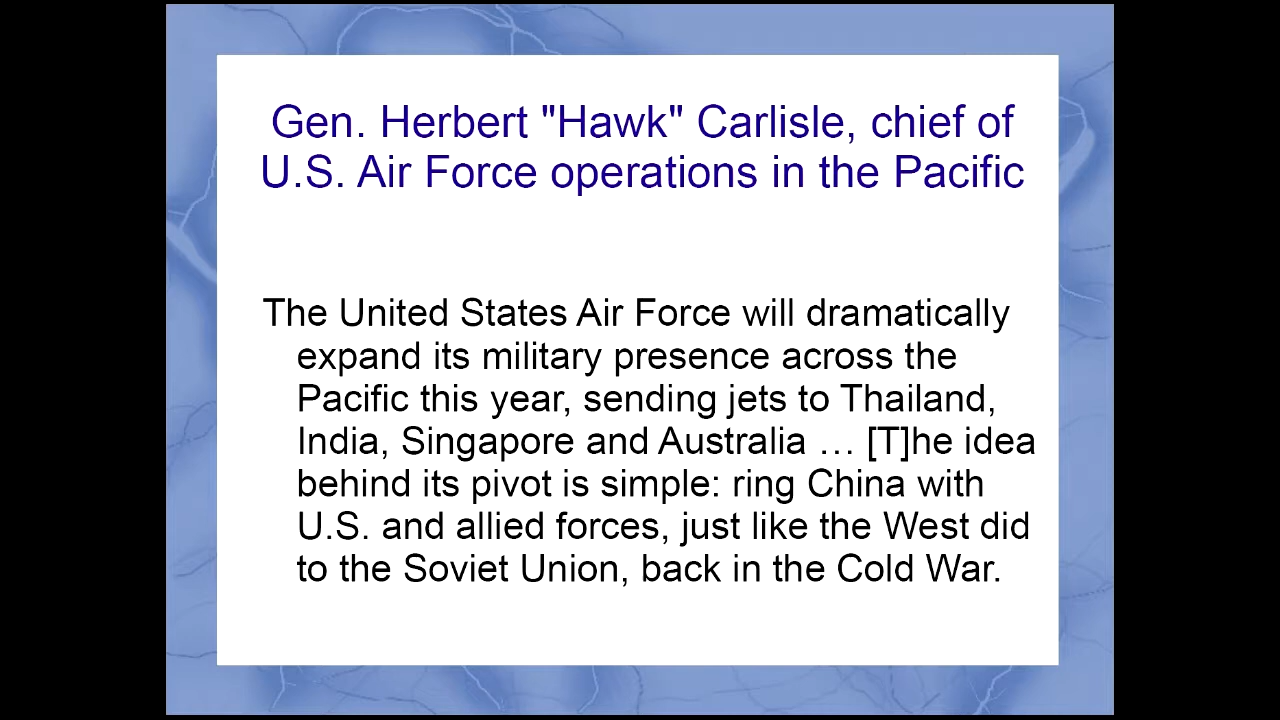 Gen. Herbert "Hawk" Carlisle, chief of
U.S. Air Force operations in the Pacific
The United States Air Force will dramatically
expand its military presence across the
Pacific this year, sending jets to Thailand,
India, Singapore and Australia … [T]he idea
behind its pivot is simple: ring China with
U.S. and allied forces, just like the West did
to the Soviet Union, back in the Cold War.